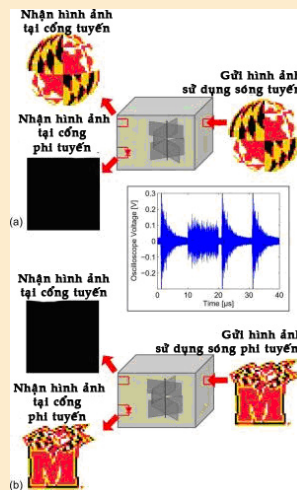 Nhận hình ảnh
tại cổng tuyến
Gửi hình ảnh
sử dụng sóng tuyến
Nhận hình ảnh
tại cổng
phi tuyến
(a)
Oscilloscope Voltage [V]
0.3
0.2
0.1
0
-0.1
-0.2
0
10
20
30
40
Time [µs]
Nhận hình ảnh
tại cổng tuyến
Gửi hình ảnh
sử dụng sóng phi tuyến
Nhận hình ảnh
tại cổng
phi tuyến
M
M
(b)